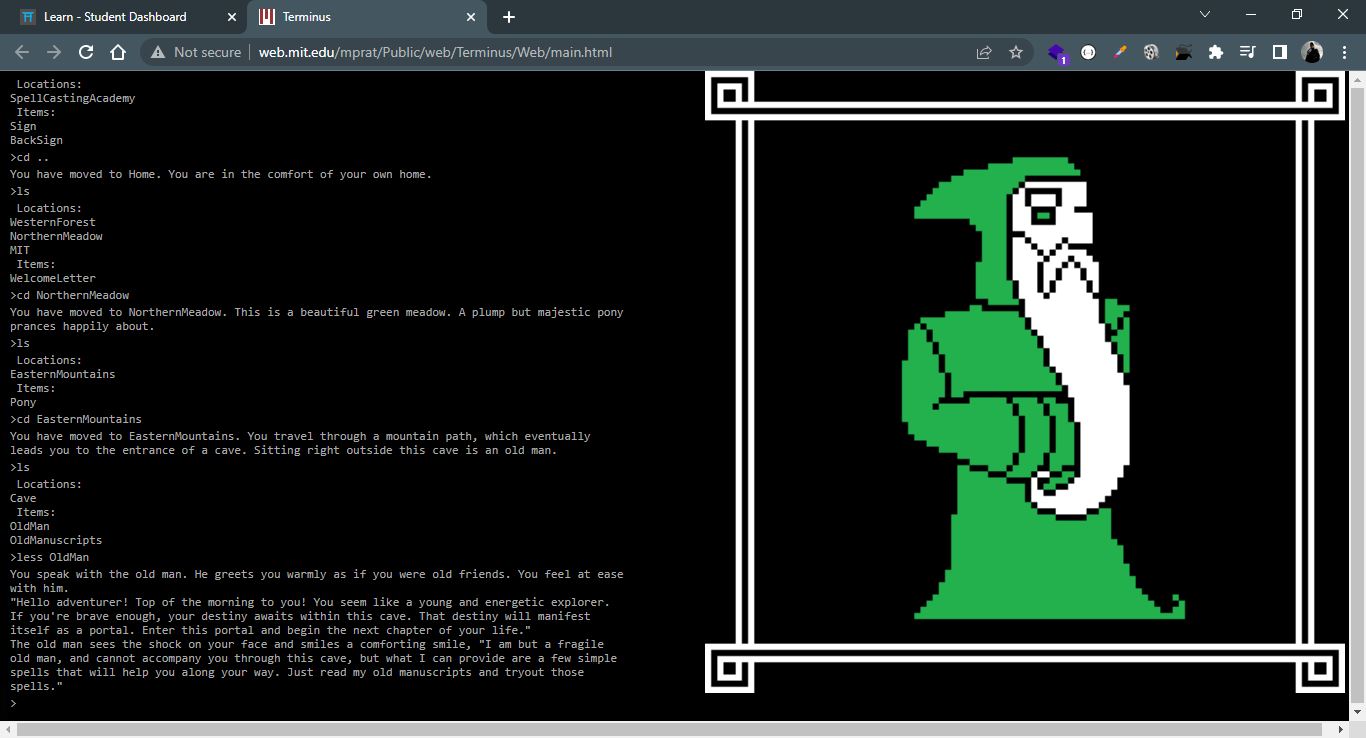 Learn - Student Dashboard
Terminus
Not secure
web.mit.edu/mprat/Public/web/Terminus/Web/main.html
1
Locations:
SpellCastingAcademy
Items:
Sign
BackSign
>cd ..
You have moved to Home. You are in the comfort of your own home.
>ls
Locations:
WesternForest
NorthernMeadow
MIT
Items:
WelcomeLetter
>cd NorthernMeadow
You have moved to NorthernMeadow. This is a beautiful green meadow. A plump but majestic pony
prances happily about.
>ls
Locations:
EasternMountains
Items:
Pony
>cd EasternMountains
You have moved to EasternMountains. You travel through a mountain path, which eventually
leads you to the entrance of a cave. Sitting right outside this cave is an old man.
>ls
Locations:
Cave
Items:
OldMan
OldManuscripts
>less OldMan
You speak with the old man. He greets you warmly as if you were old friends. You feel at ease
with him.
"Hello adventurer! Top of the morning to you! You seem like a young and energetic explorer.
If you're brave enough, your destiny awaits within this cave. That destiny will manifest
itself as a portal. Enter this portal and begin the next chapter of your life."
The old man sees the shock on your face and smiles a comforting smile, "I am but a fragile
old man, and cannot accompany you through this cave, but what I can provide are a few simple
spells that will help you along your way. Just read my old manuscripts and tryout those
spells."
>